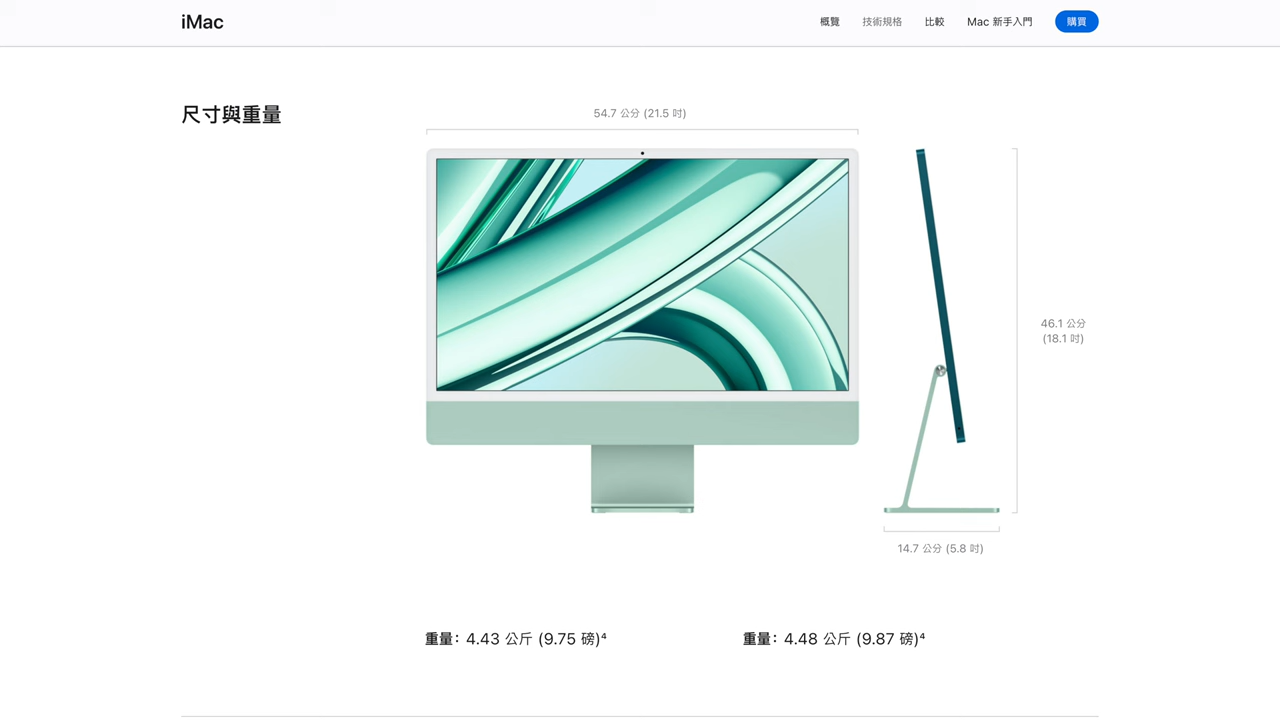 iMac
概覽
技術規格
比較
Mac 新手入門
購買
尺寸與重量
54.7 公分 (21.5 吋)
46.1 公分
(18.1 吋)
14.7 公分 (5.8 吋)
重量：4.43 公斤 (9.75 磅)⁴
重量：4.48 公斤 (9.87 磅)⁴